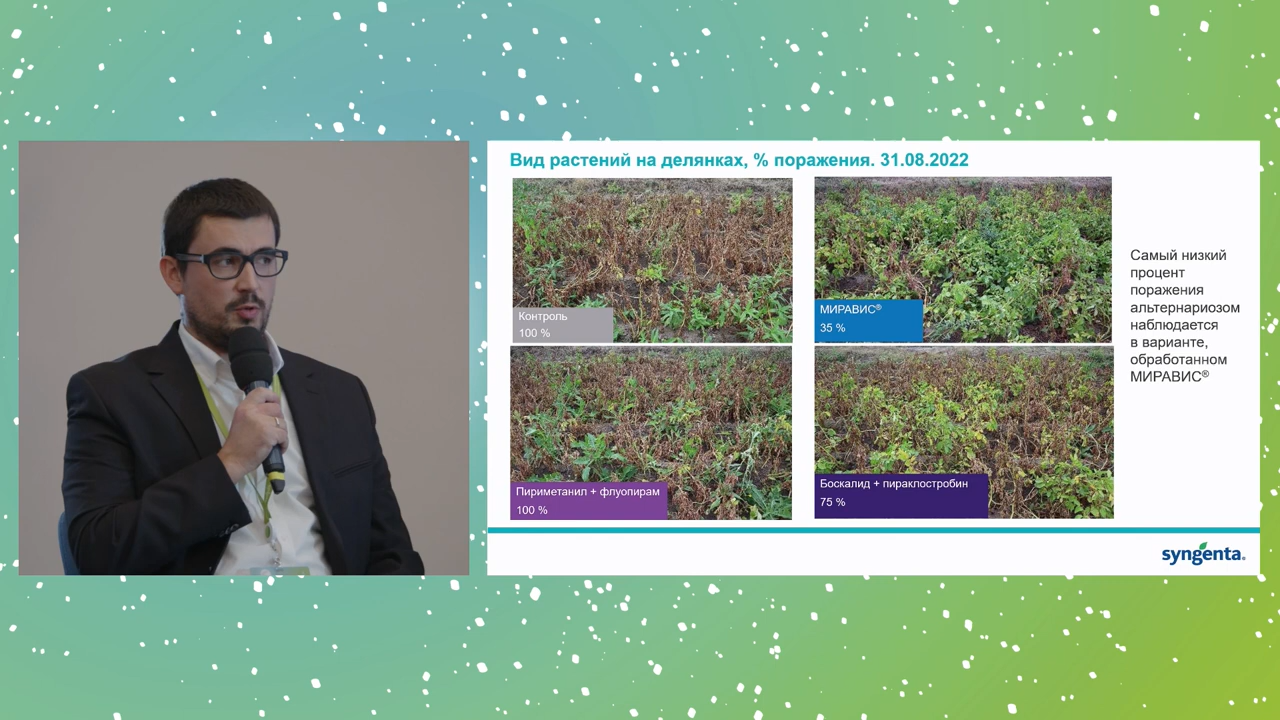 Вид растений на делянках, % поражения. 31.08.2022
Контроль
100 %
МИРАВИС®
35 %
Пириметанил + флуопирам
100 %
Боскалид + пираклостробин
75 %
Самый низкий
процент
поражения
альтернариозом
наблюдается
в варианте,
обработанном
МИРАВИС®
syngenta.